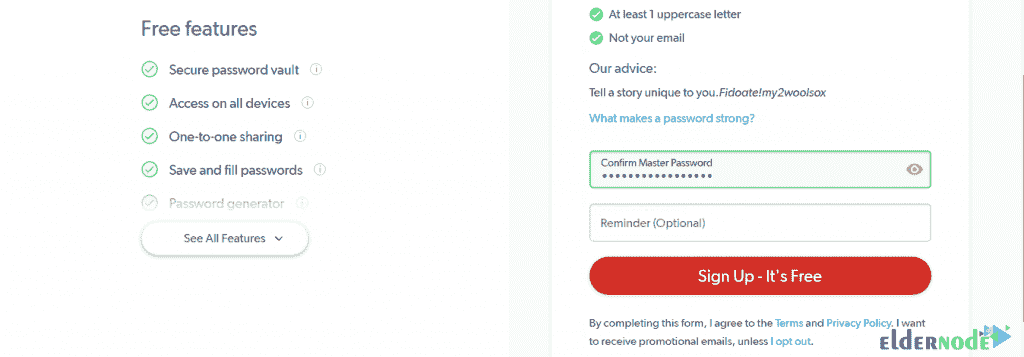 Free features
Secure password vault
Access on all devices
One-to-one sharing
Save and fill passwords
Password generator
See All Features
At least 1 uppercase letter
Not your email
Our advice:
Tell a story unique to you.Fidoate!my2woolsox
What makes a password strong?
Confirm Master Password
•••••••••••••••••
Reminder (Optional)
Sign Up - It's Free
By completing this form, I agree to the Terms and Privacy Policy. I want
to receive promotional emails, unless I opt out.
eldernode